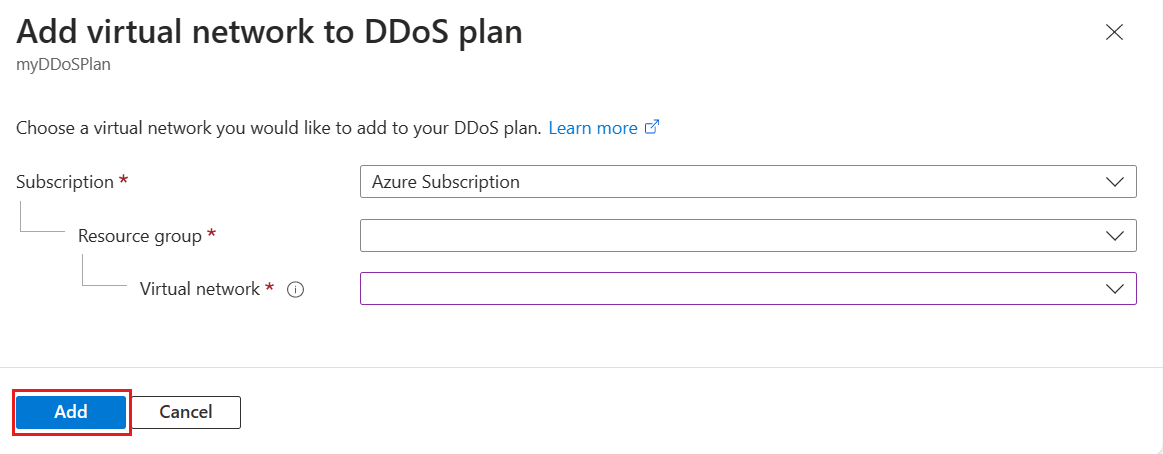 Add virtual network to DDoS plan
myDDoSPlan
Choose a virtual network you would like to add to your DDoS plan. Learn more
Subscription * Azure Subscription
Resource group *
Virtual network *
Add Cancel